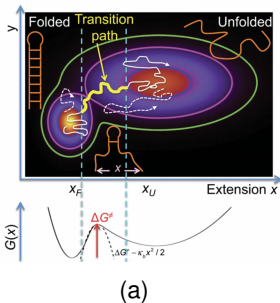 y
Folded
Transition
path
Unfolded
x
x_F
x_U
Extension x
G(x)
ΔG≠
ΔG≠ − κ_b x² / 2
(a)